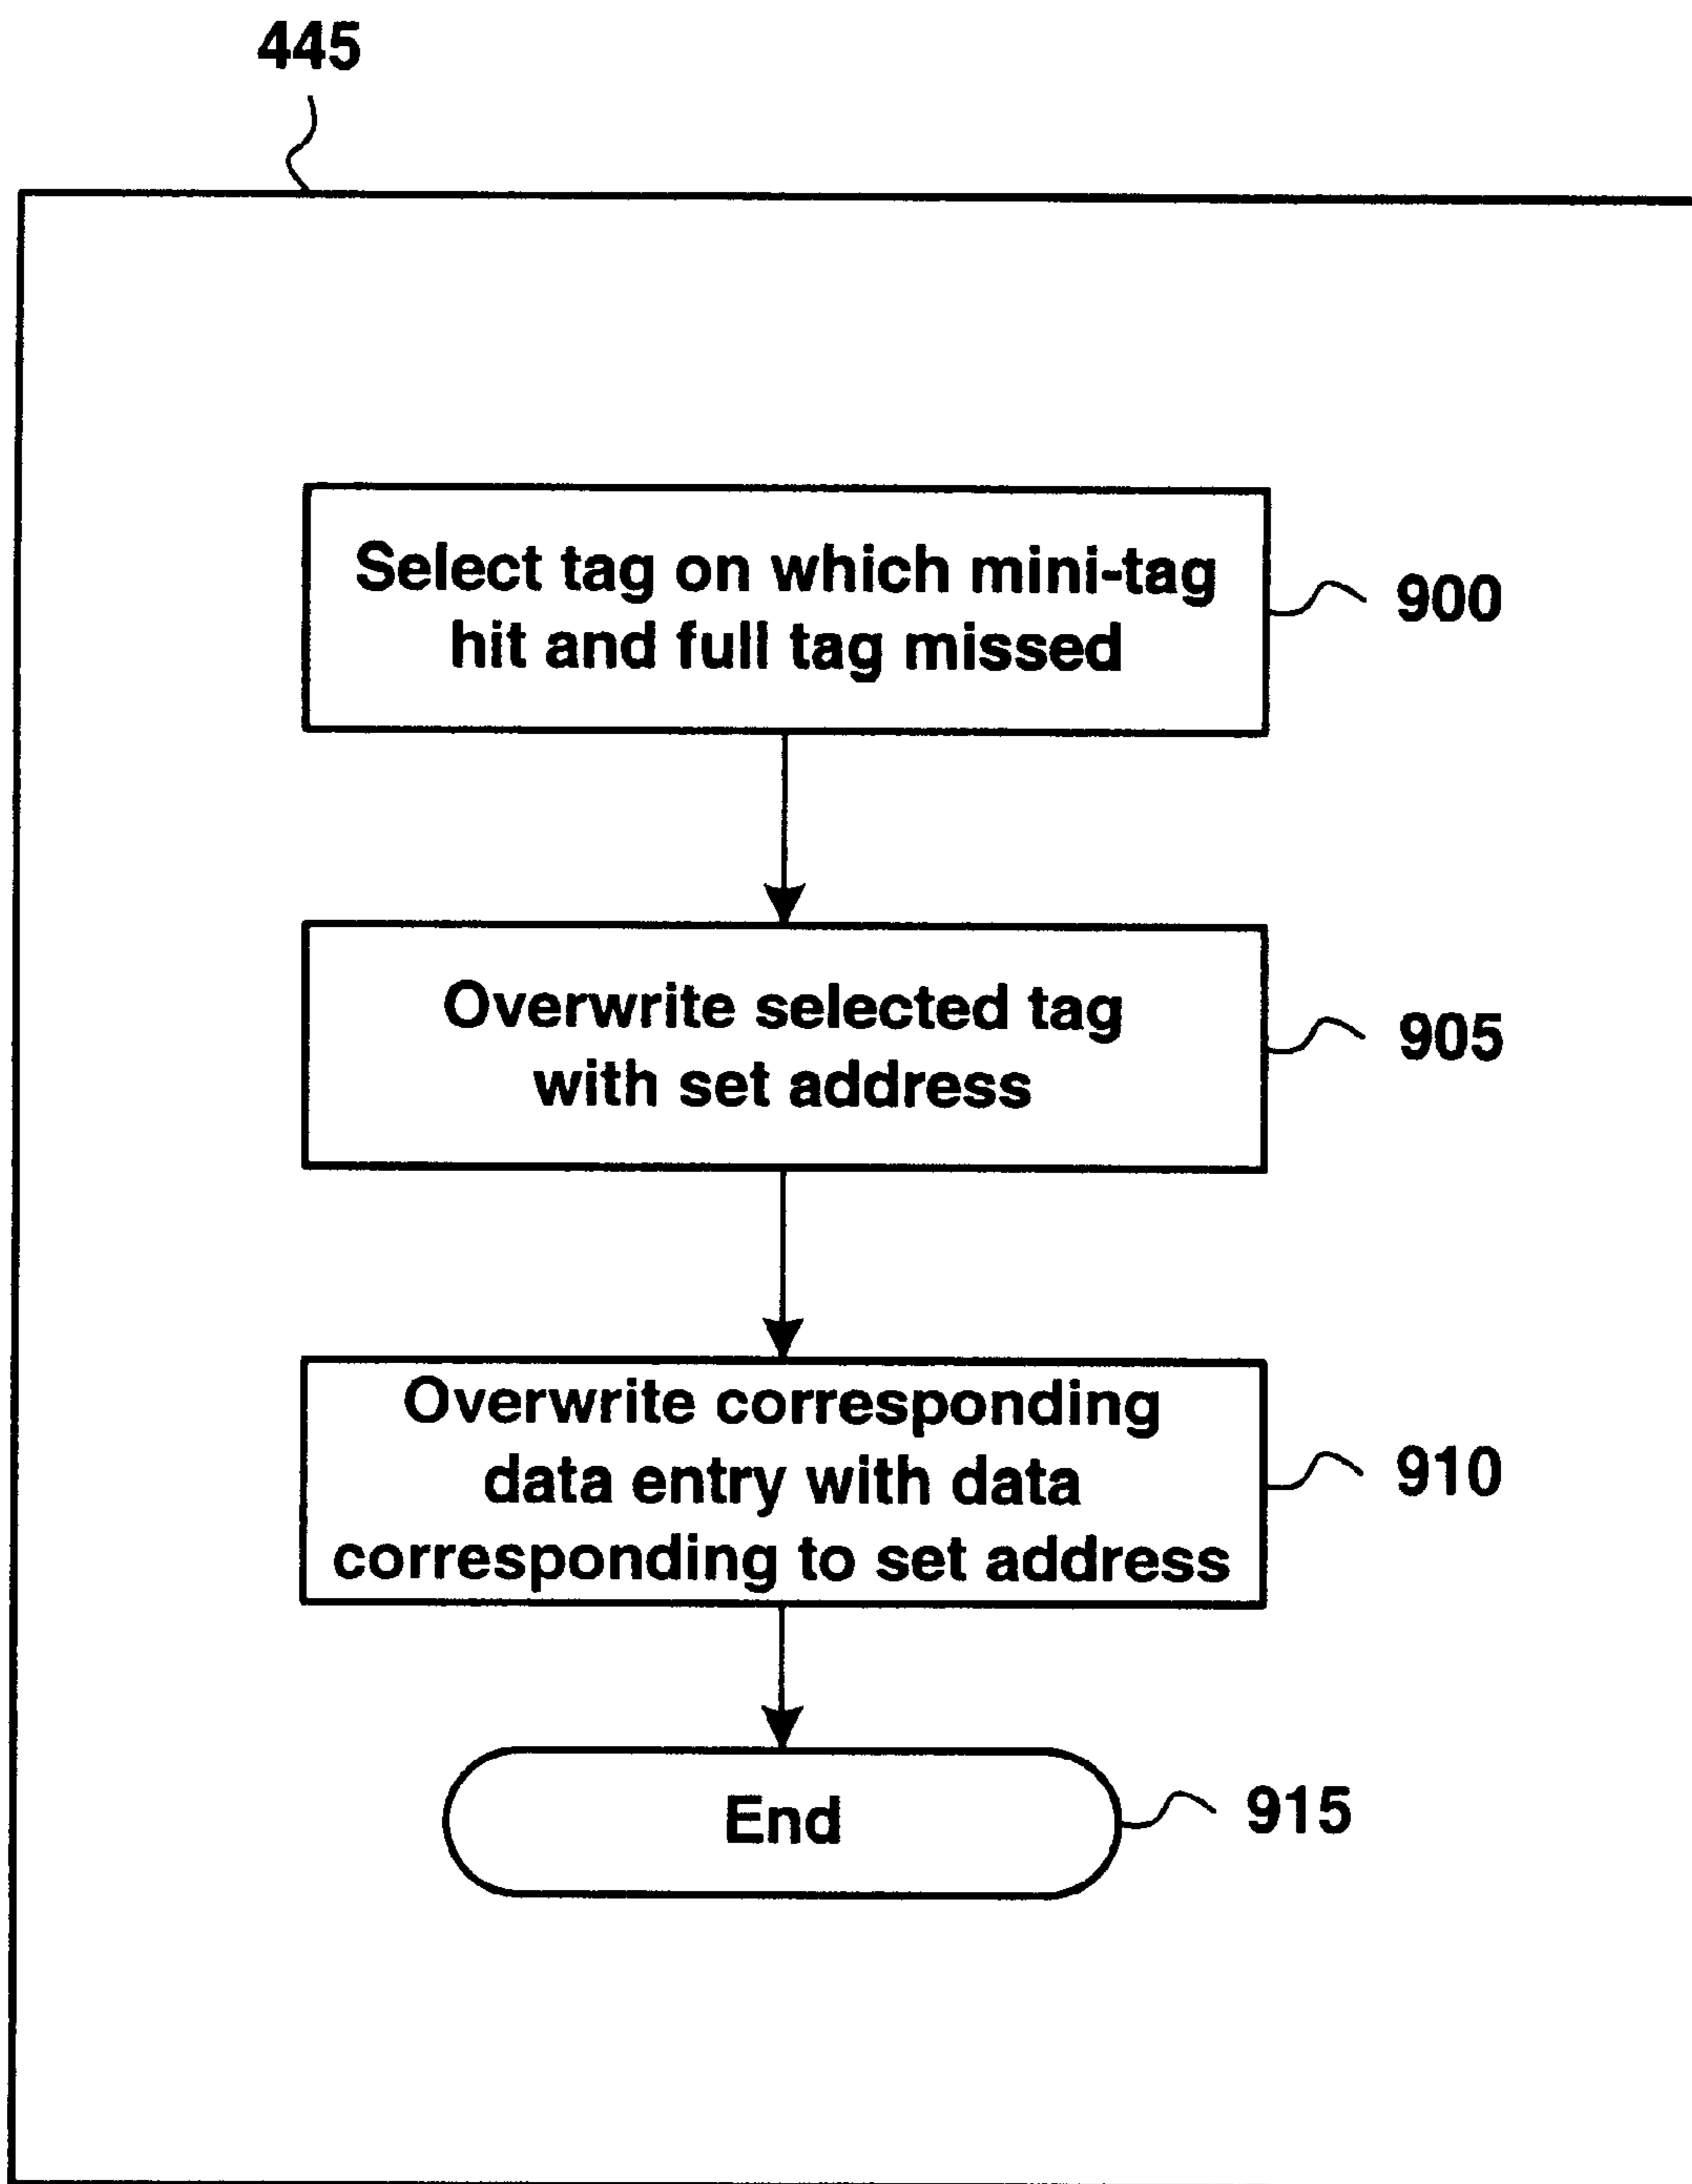 445
Select tag on which mini-tag
hit and full tag missed
900
Overwrite selected tag
with set address
905
Overwrite corresponding
data entry with data
corresponding to set address
910
End
915